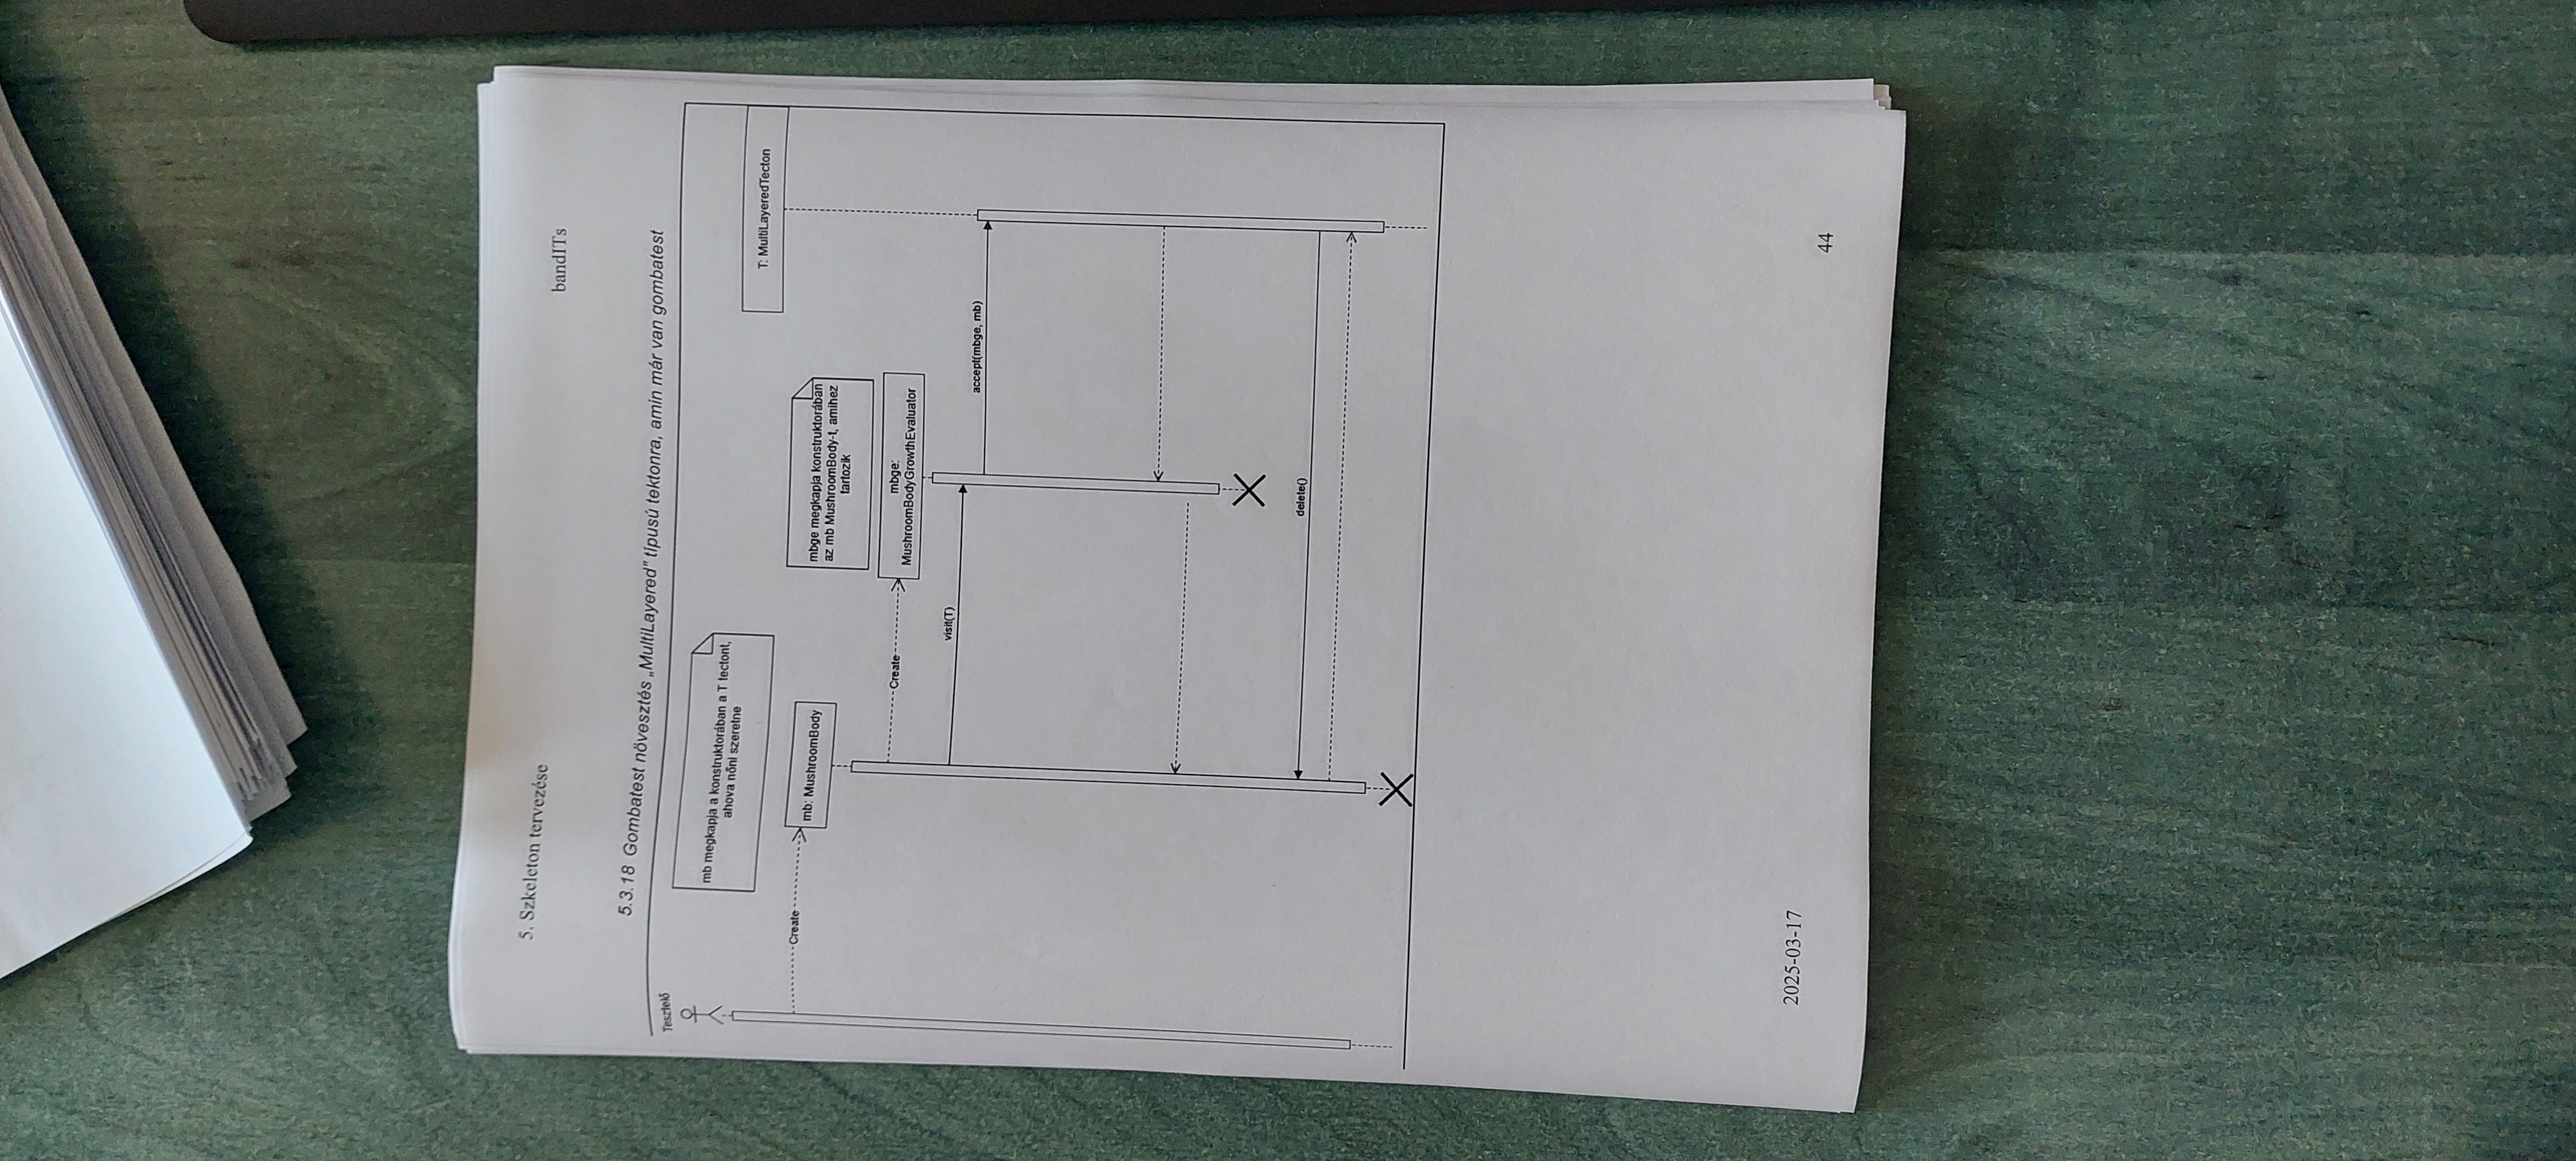 5. Szkeleton tervezése
bandITs
5.3.18 Gombatest növesztés „MultiLayered” típusú tektonra, amin már van gombatest
Tesztelő
mb megkapja a konstruktorában a T tectont,
ahova nőni szeretne
T: MultiLayeredTecton
Create
mb: MushroomBody
mbge megkapja konstruktorában
az mb MushroomBody-t, amihez
tartozik
Create
mbge:
MushroomBodyGrowthEvaluator
visit(T)
accept(mbge, mb)
delete()
2025-03-17
44